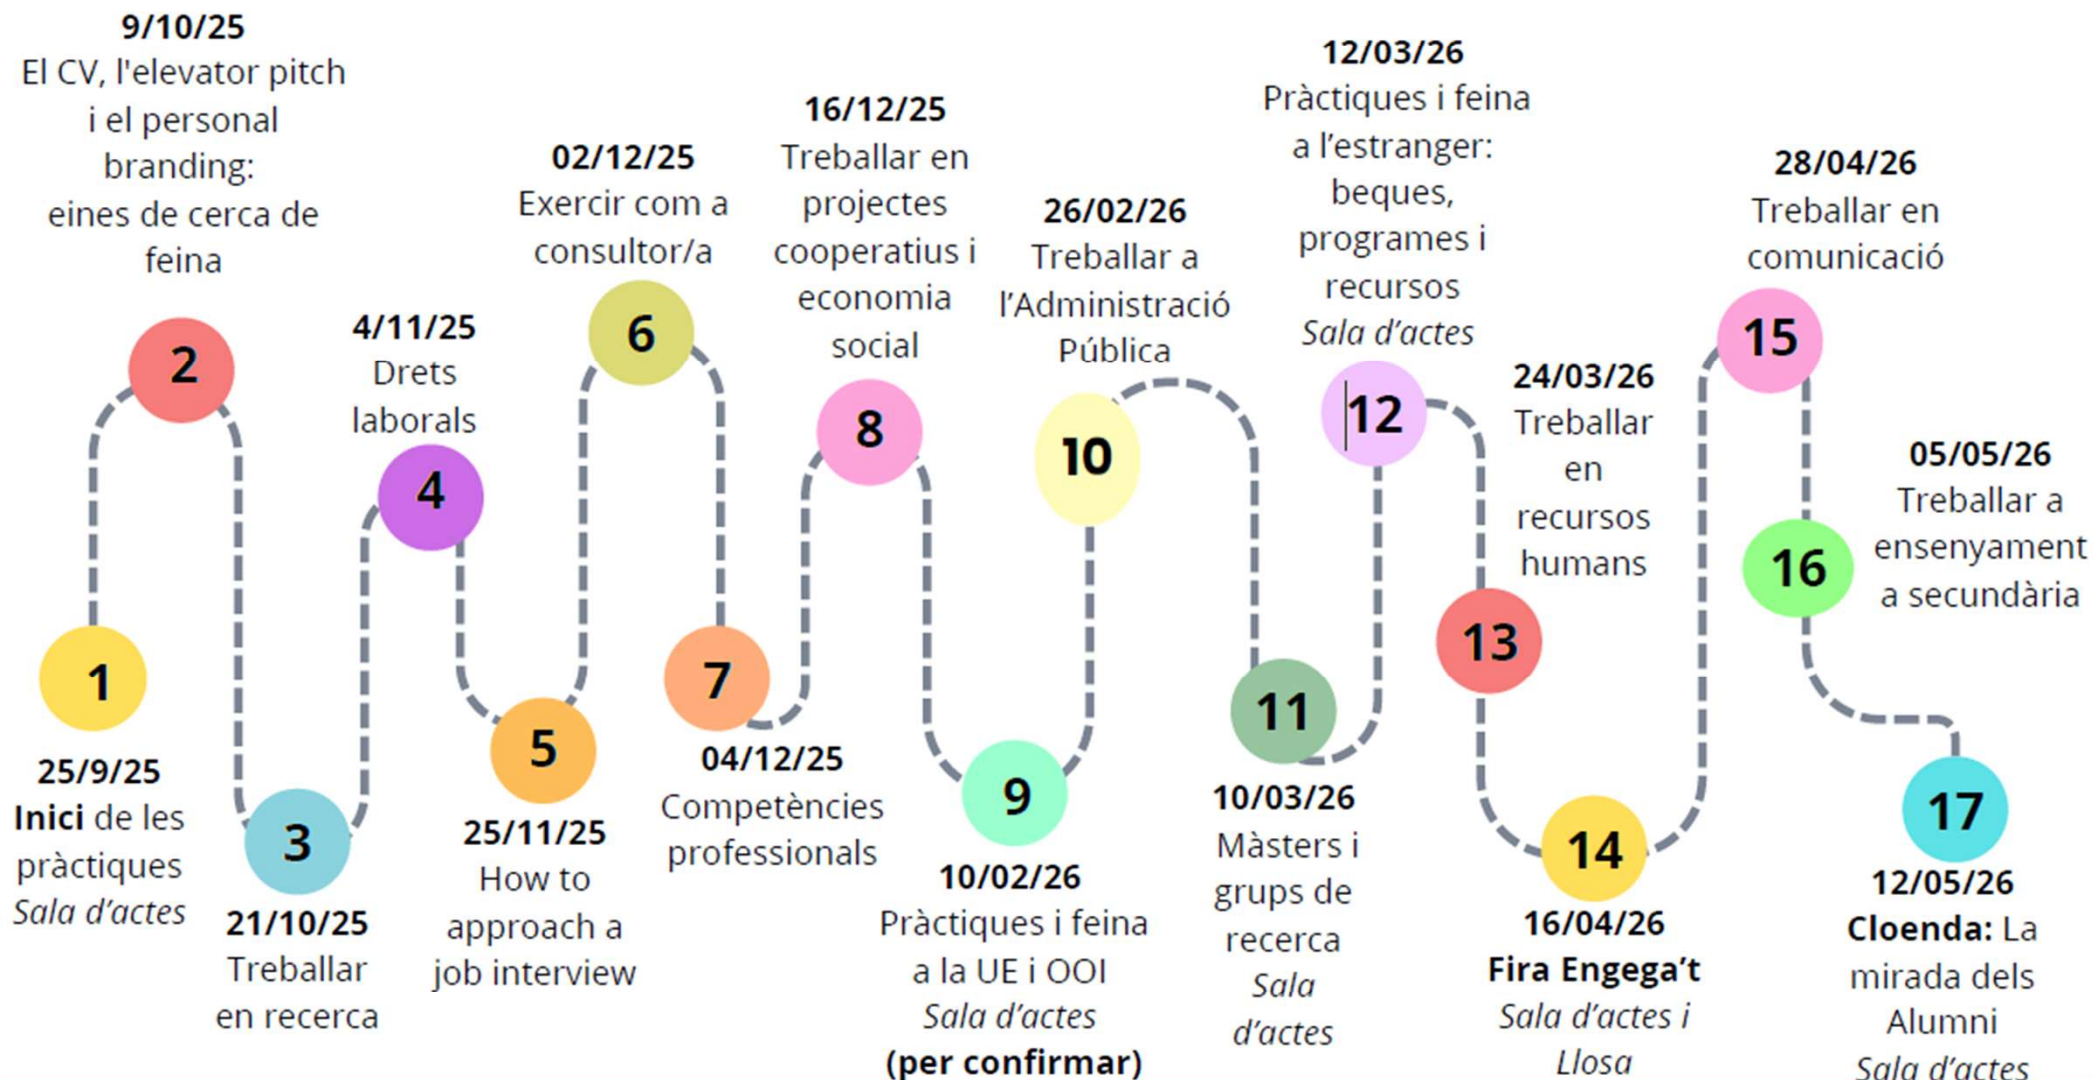 9/10/25
El CV, l'elevator pitch
i el personal
branding:
eines de cerca de
feina
2
1
25/9/25
Inici de les
pràctiques
Sala d'actes
3
21/10/25
Treballar
en recerca
4/11/25
Drets
laborals
4
5
25/11/25
How to
approach a
job interview
02/12/25
Exercir com a
consultor/a
6
7
04/12/25
Competències
professionals
16/12/25
Treballar en
projectes
cooperatius i
economia
social
8
9
10/02/26
Pràctiques i feina
a la UE i OOI
Sala d'actes
(per confirmar)
26/02/26
Treballar a
l’Administració
Pública
10
11
10/03/26
Màsters i
grups de
recerca
Sala
d’actes
12/03/26
Pràctiques i feina
a l’estranger:
beques,
programes i
recursos
Sala d’actes
12
24/03/26
Treballar
en
recursos
humans
13
14
16/04/26
Fira Engega’t
Sala d’actes i
Llosa
28/04/26
Treballar en
comunicació
15
05/05/26
Treballar a
ensenyament
a secundària
16
17
12/05/26
Cloenda: La
mirada dels
Alumni
Sala d’actes